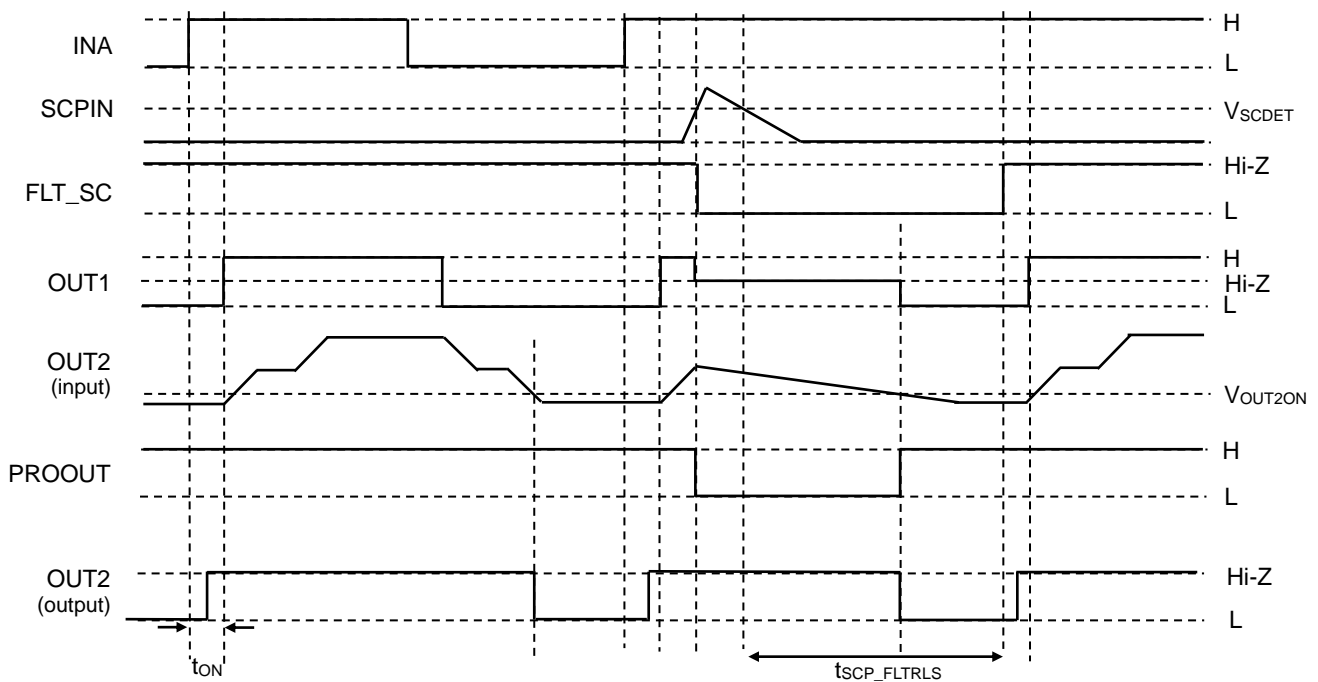 INA
H
L
SCPIN
VSCDET
FLT_SC
Hi-Z
L
OUT1
H
Hi-Z
L
OUT2
(input)
VOUT2ON
PROOUT
H
L
OUT2
(output)
Hi-Z
L
tON
tSCP_FLTRLS